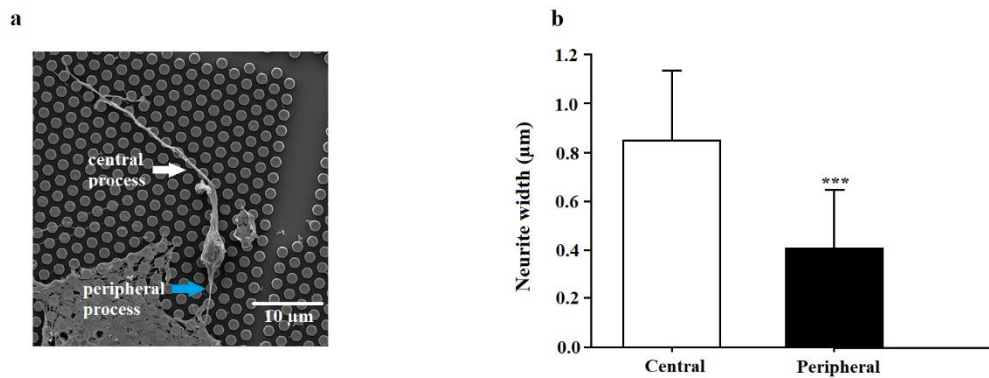 a
central
process
peripheral
process
10 µm
b
Neurite width (µm)
1.2
1.0
0.8
0.6
0.4
0.2
0.0
***
Central
Peripheral